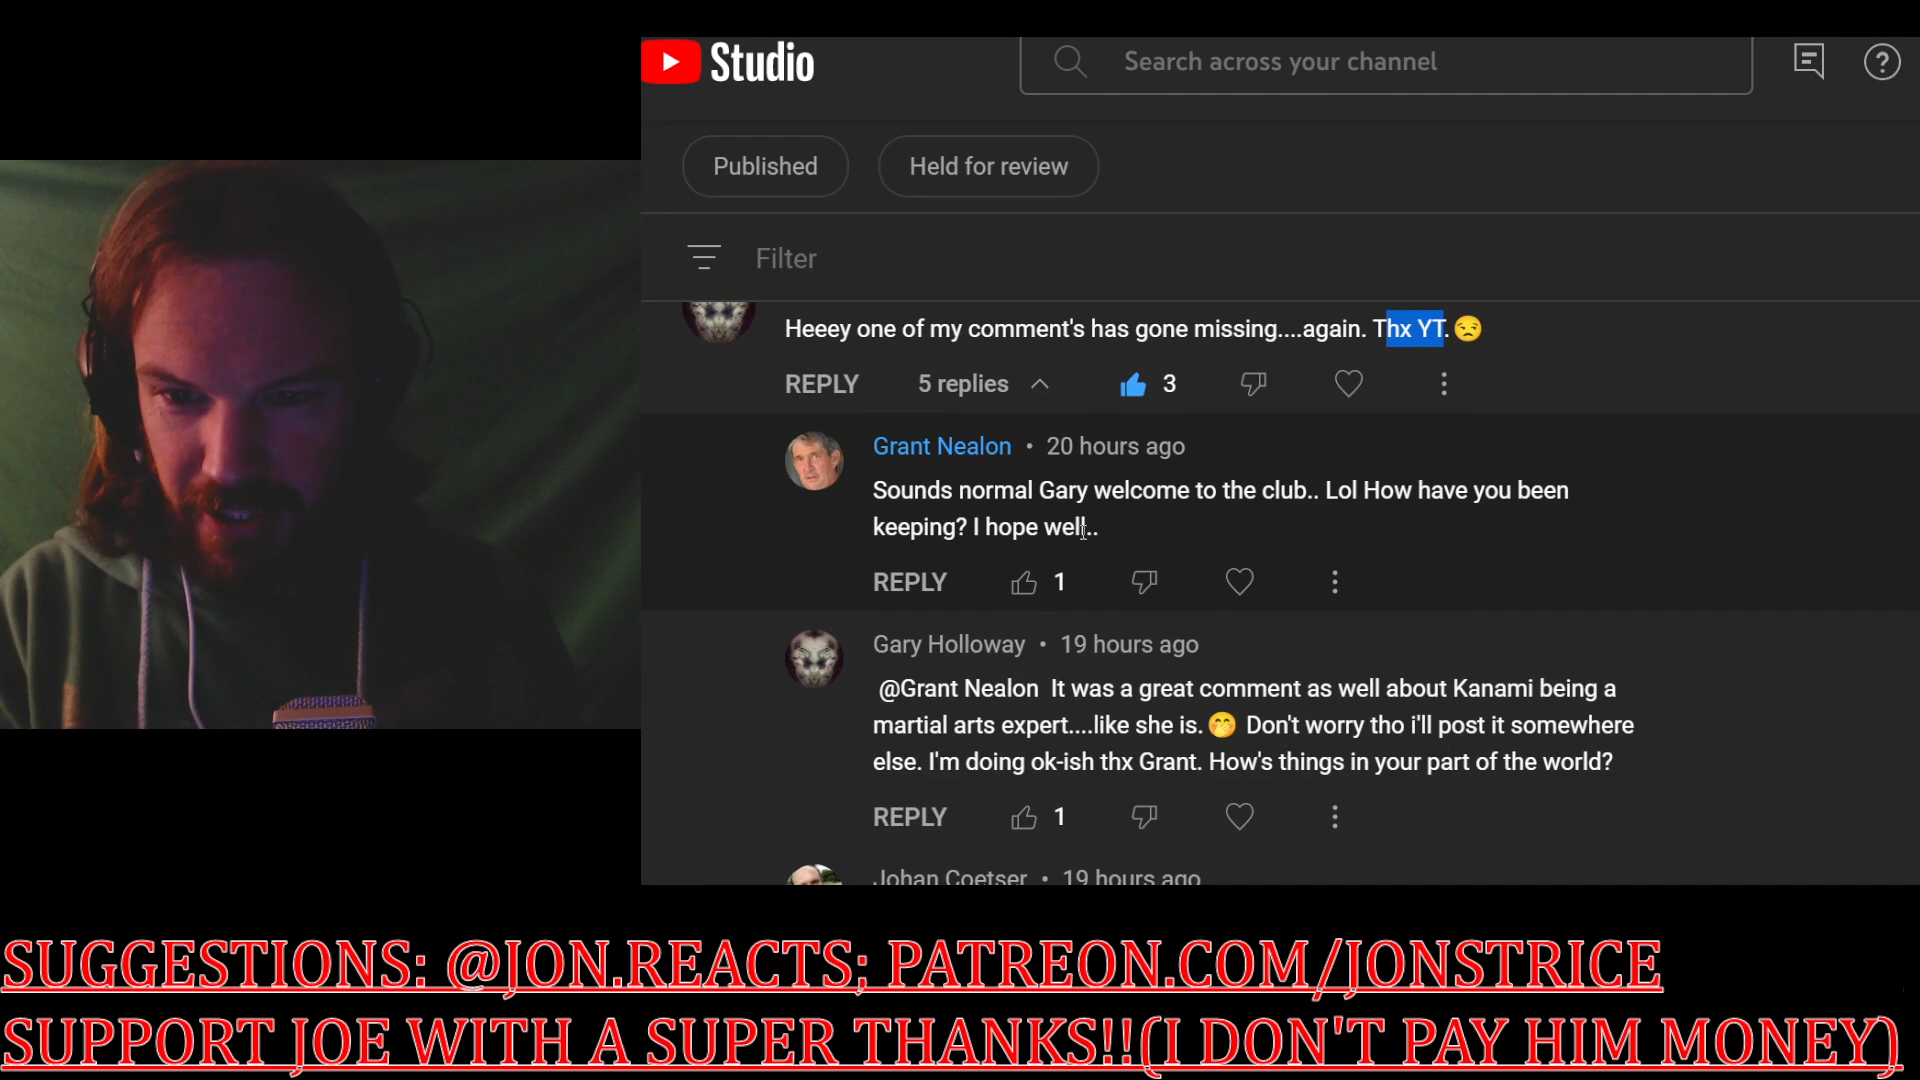 Studio
Search across your channel
Published
Held for review
Filter
Heeey one of my comment's has gone missing....again. Thx YT.😒
REPLY 5 replies 3
Grant Nealon • 20 hours ago
Sounds normal Gary welcome to the club.. Lol How have you been
keeping? I hope well..
REPLY 1
Gary Holloway • 19 hours ago
@Grant Nealon It was a great comment as well about Kanami being a
martial arts expert....like she is.🤭 Don't worry tho i'll post it somewhere
else. I'm doing ok-ish thx Grant. How's things in your part of the world?
REPLY 1
Johan Coetser • 19 hours ago
SUGGESTIONS: @JON.REACTS; PATREON.COM/JONSTRICE
SUPPORT JOE WITH A SUPER THANKS!!(I DON'T PAY HIM MONEY)